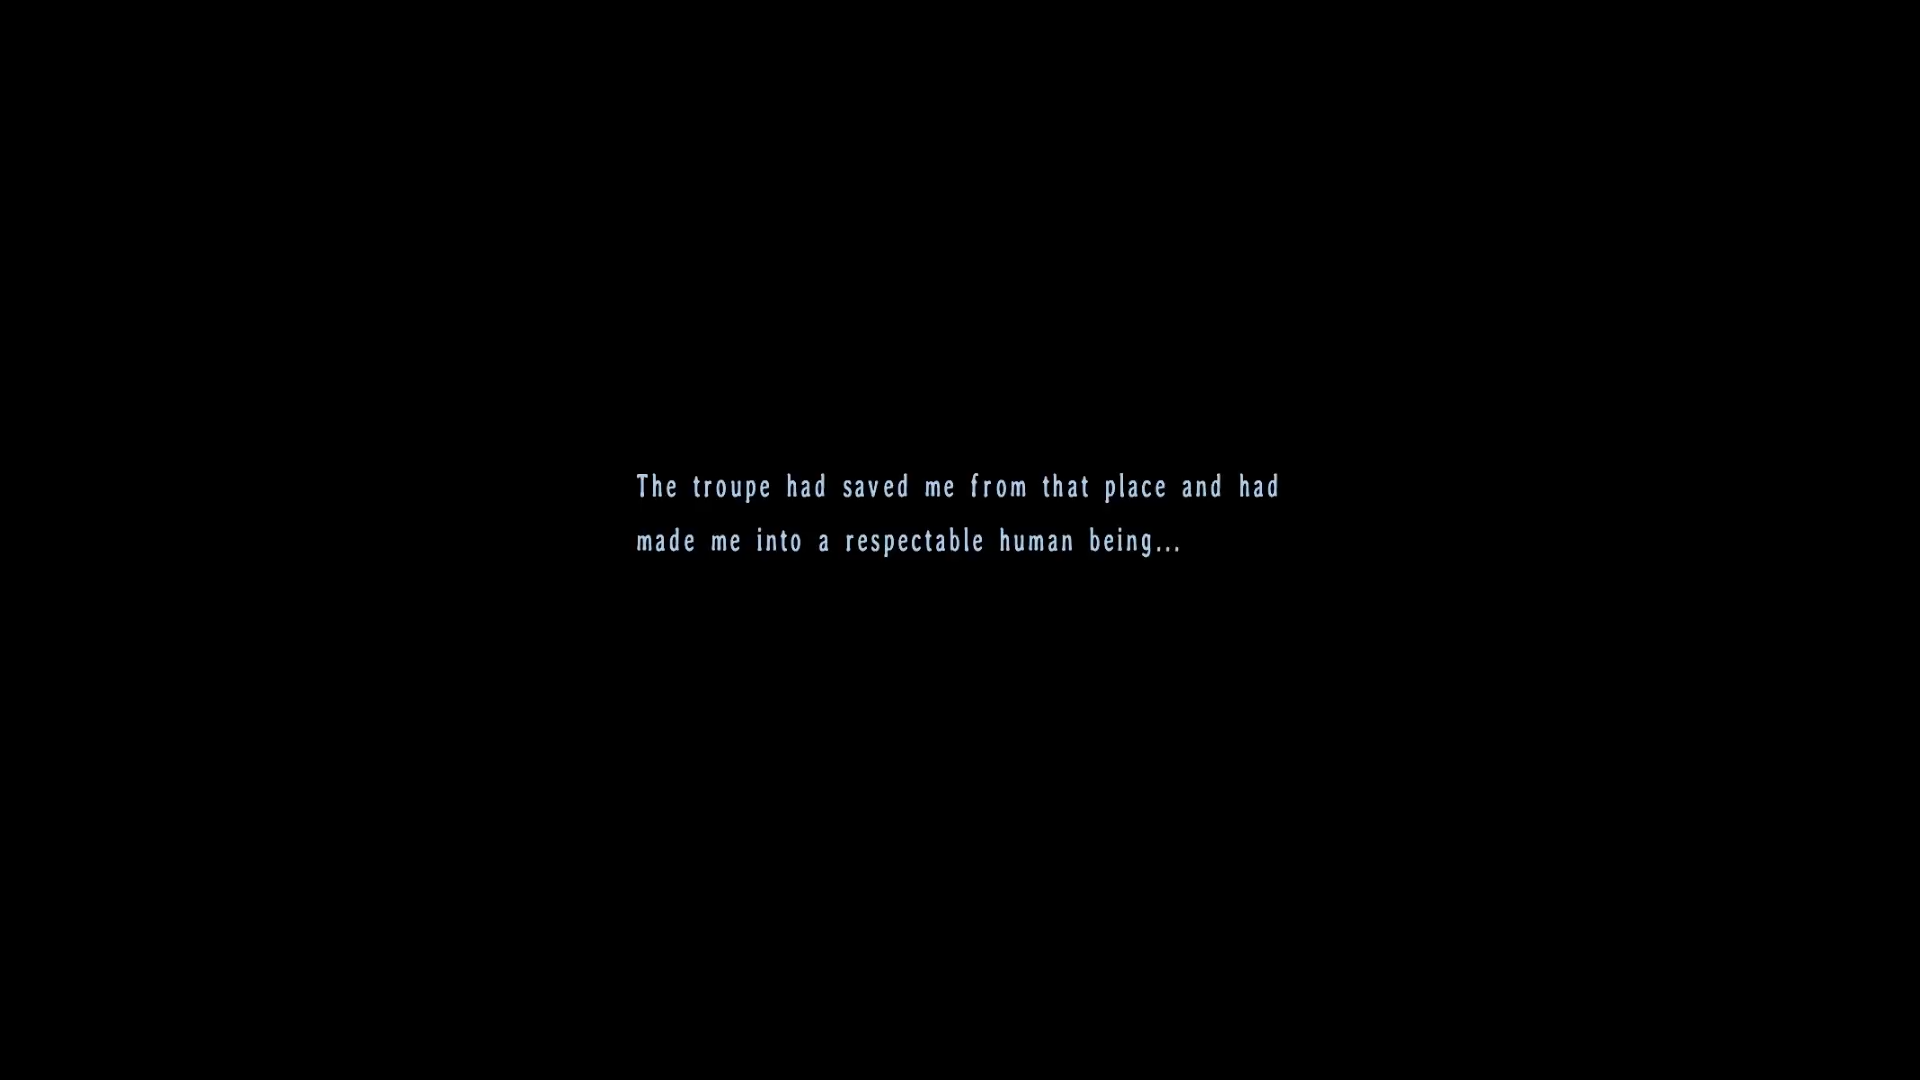 The troupe had saved me from that place and had
made me into a respectable human being...